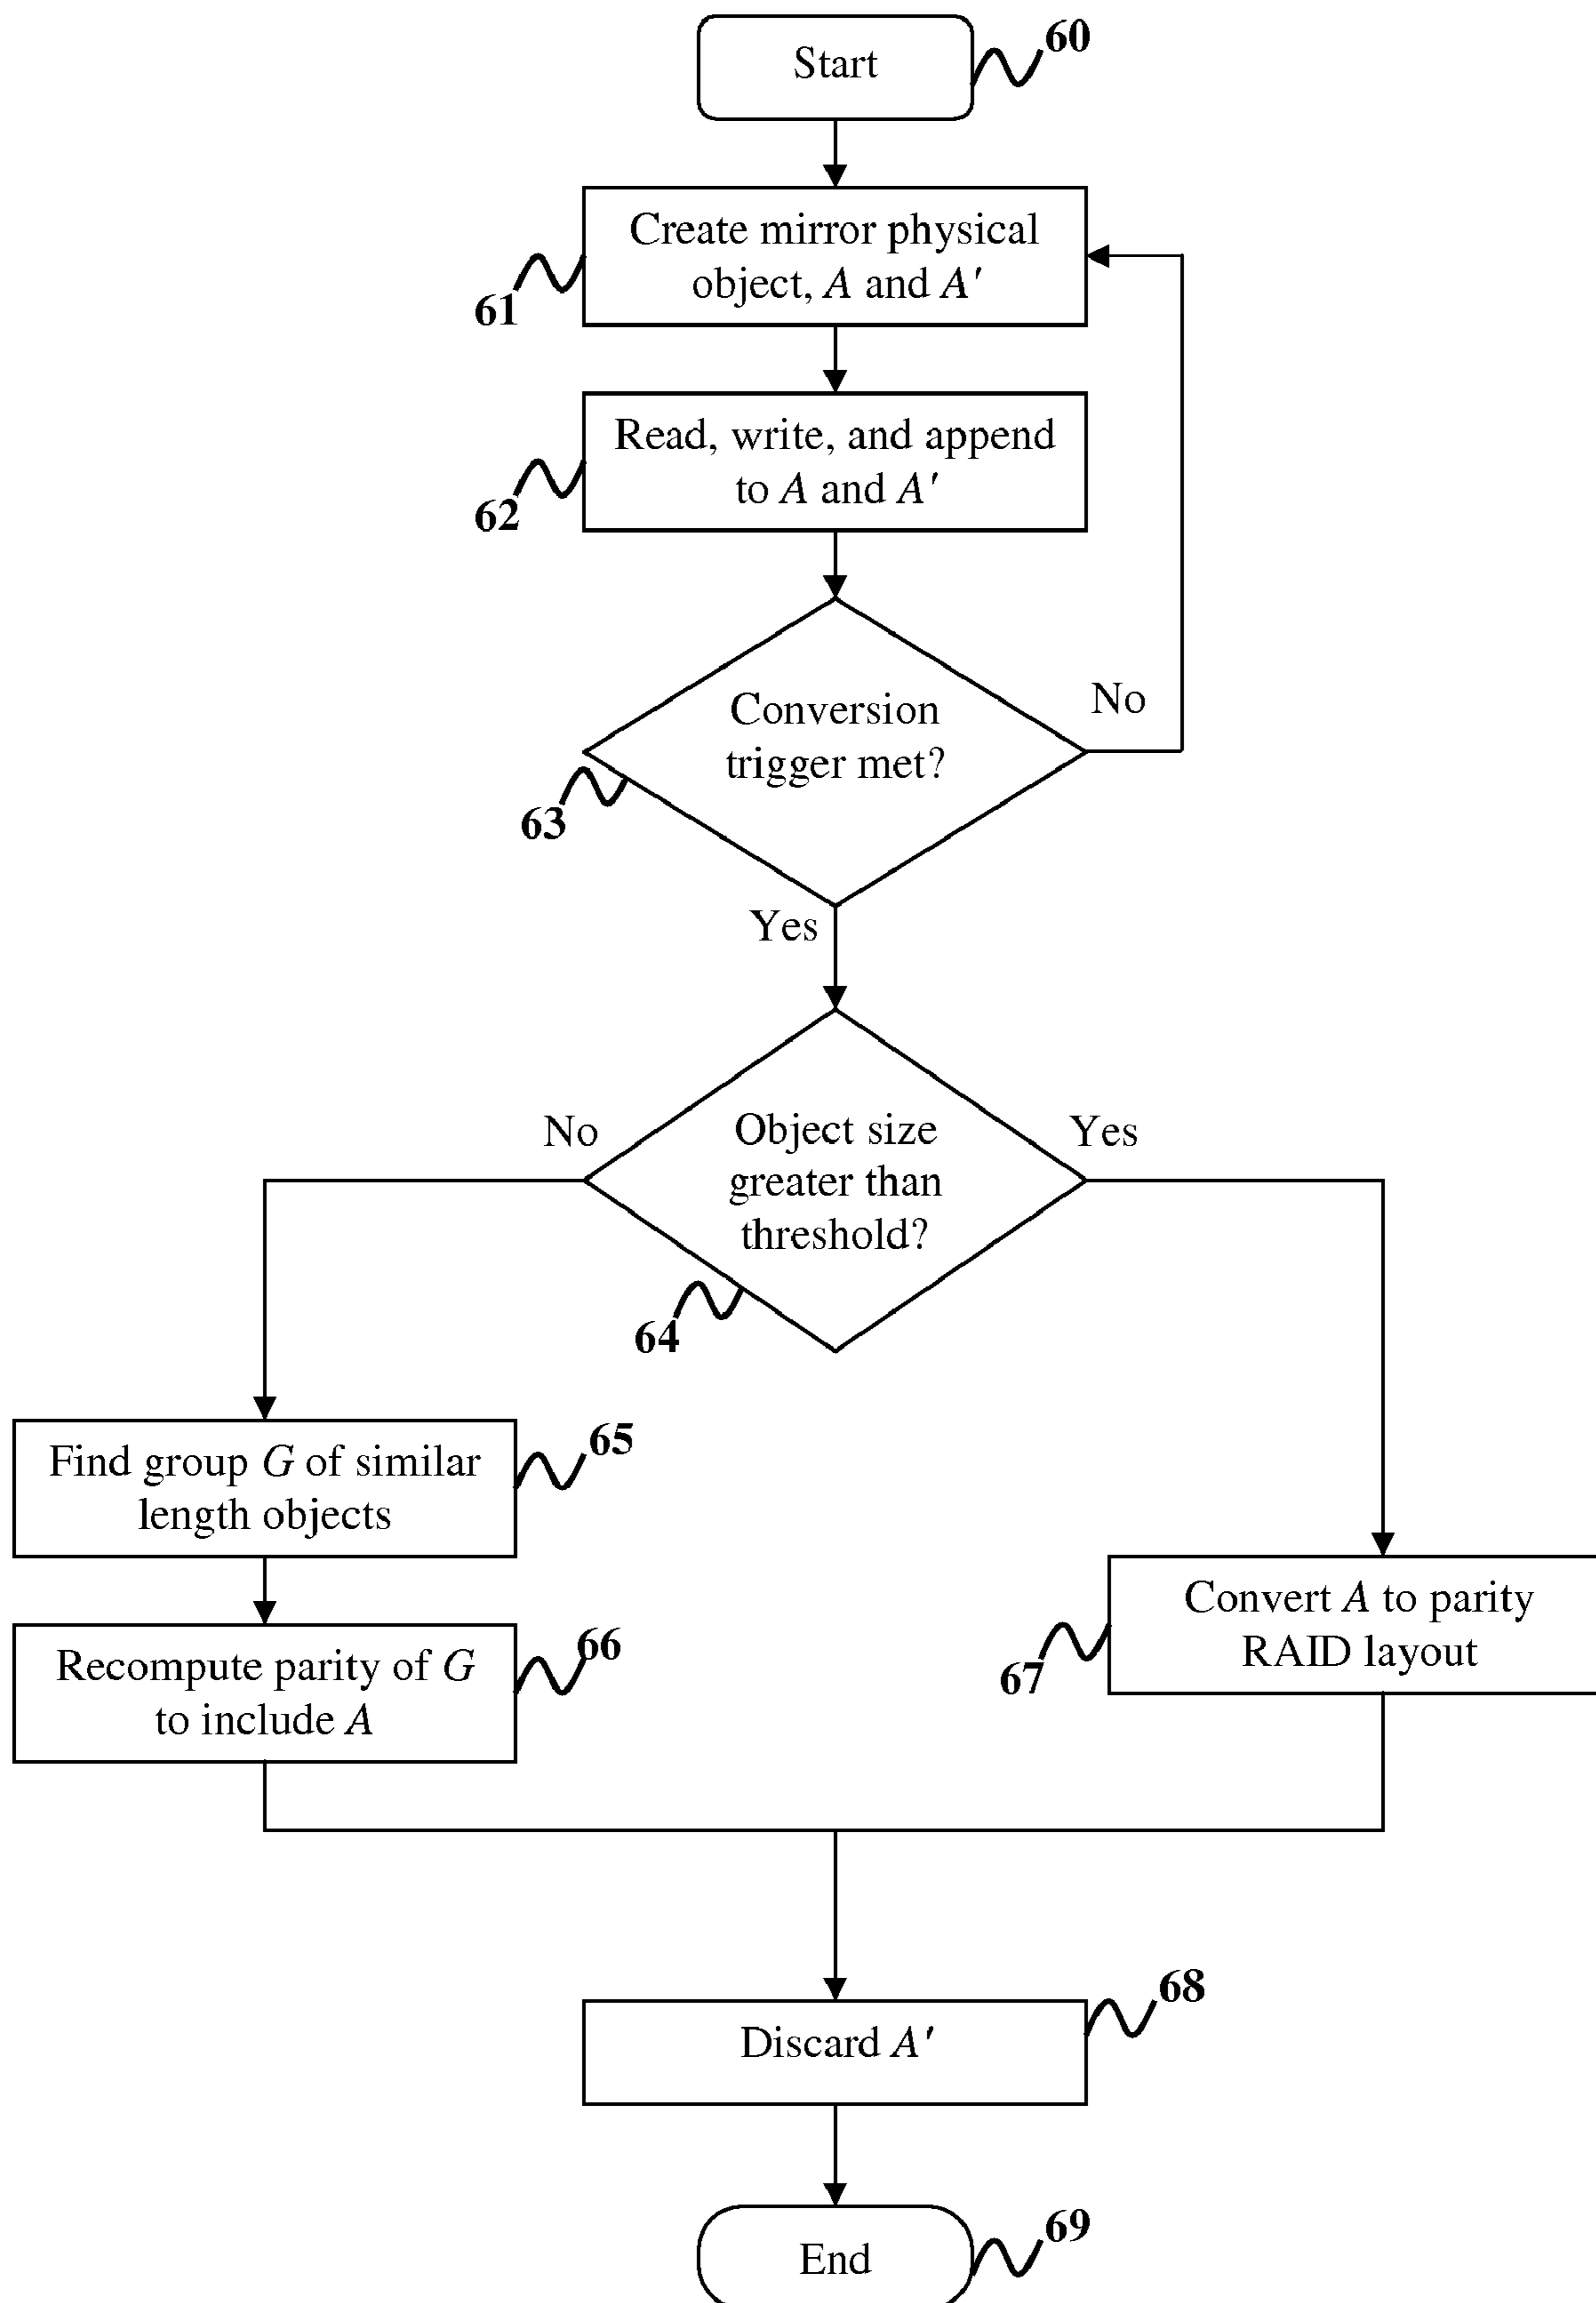 Start
60
Create mirror physical
object, A and A'
61
Read, write, and append
to A and A'
62
Conversion
trigger met?
No
63
Yes
Object size
greater than
threshold?
No
Yes
64
Find group G of similar
length objects
65
Recompute parity of G
to include A
66
Convert A to parity
RAID layout
67
Discard A'
68
End
69